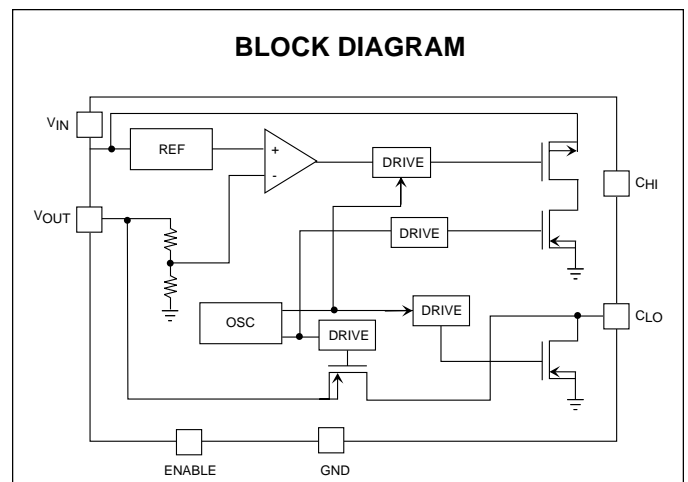 BLOCK DIAGRAM
VIN
REF
+
-
DRIVE
CHI
VOUT
DRIVE
OSC
DRIVE
DRIVE
CLO
ENABLE
GND